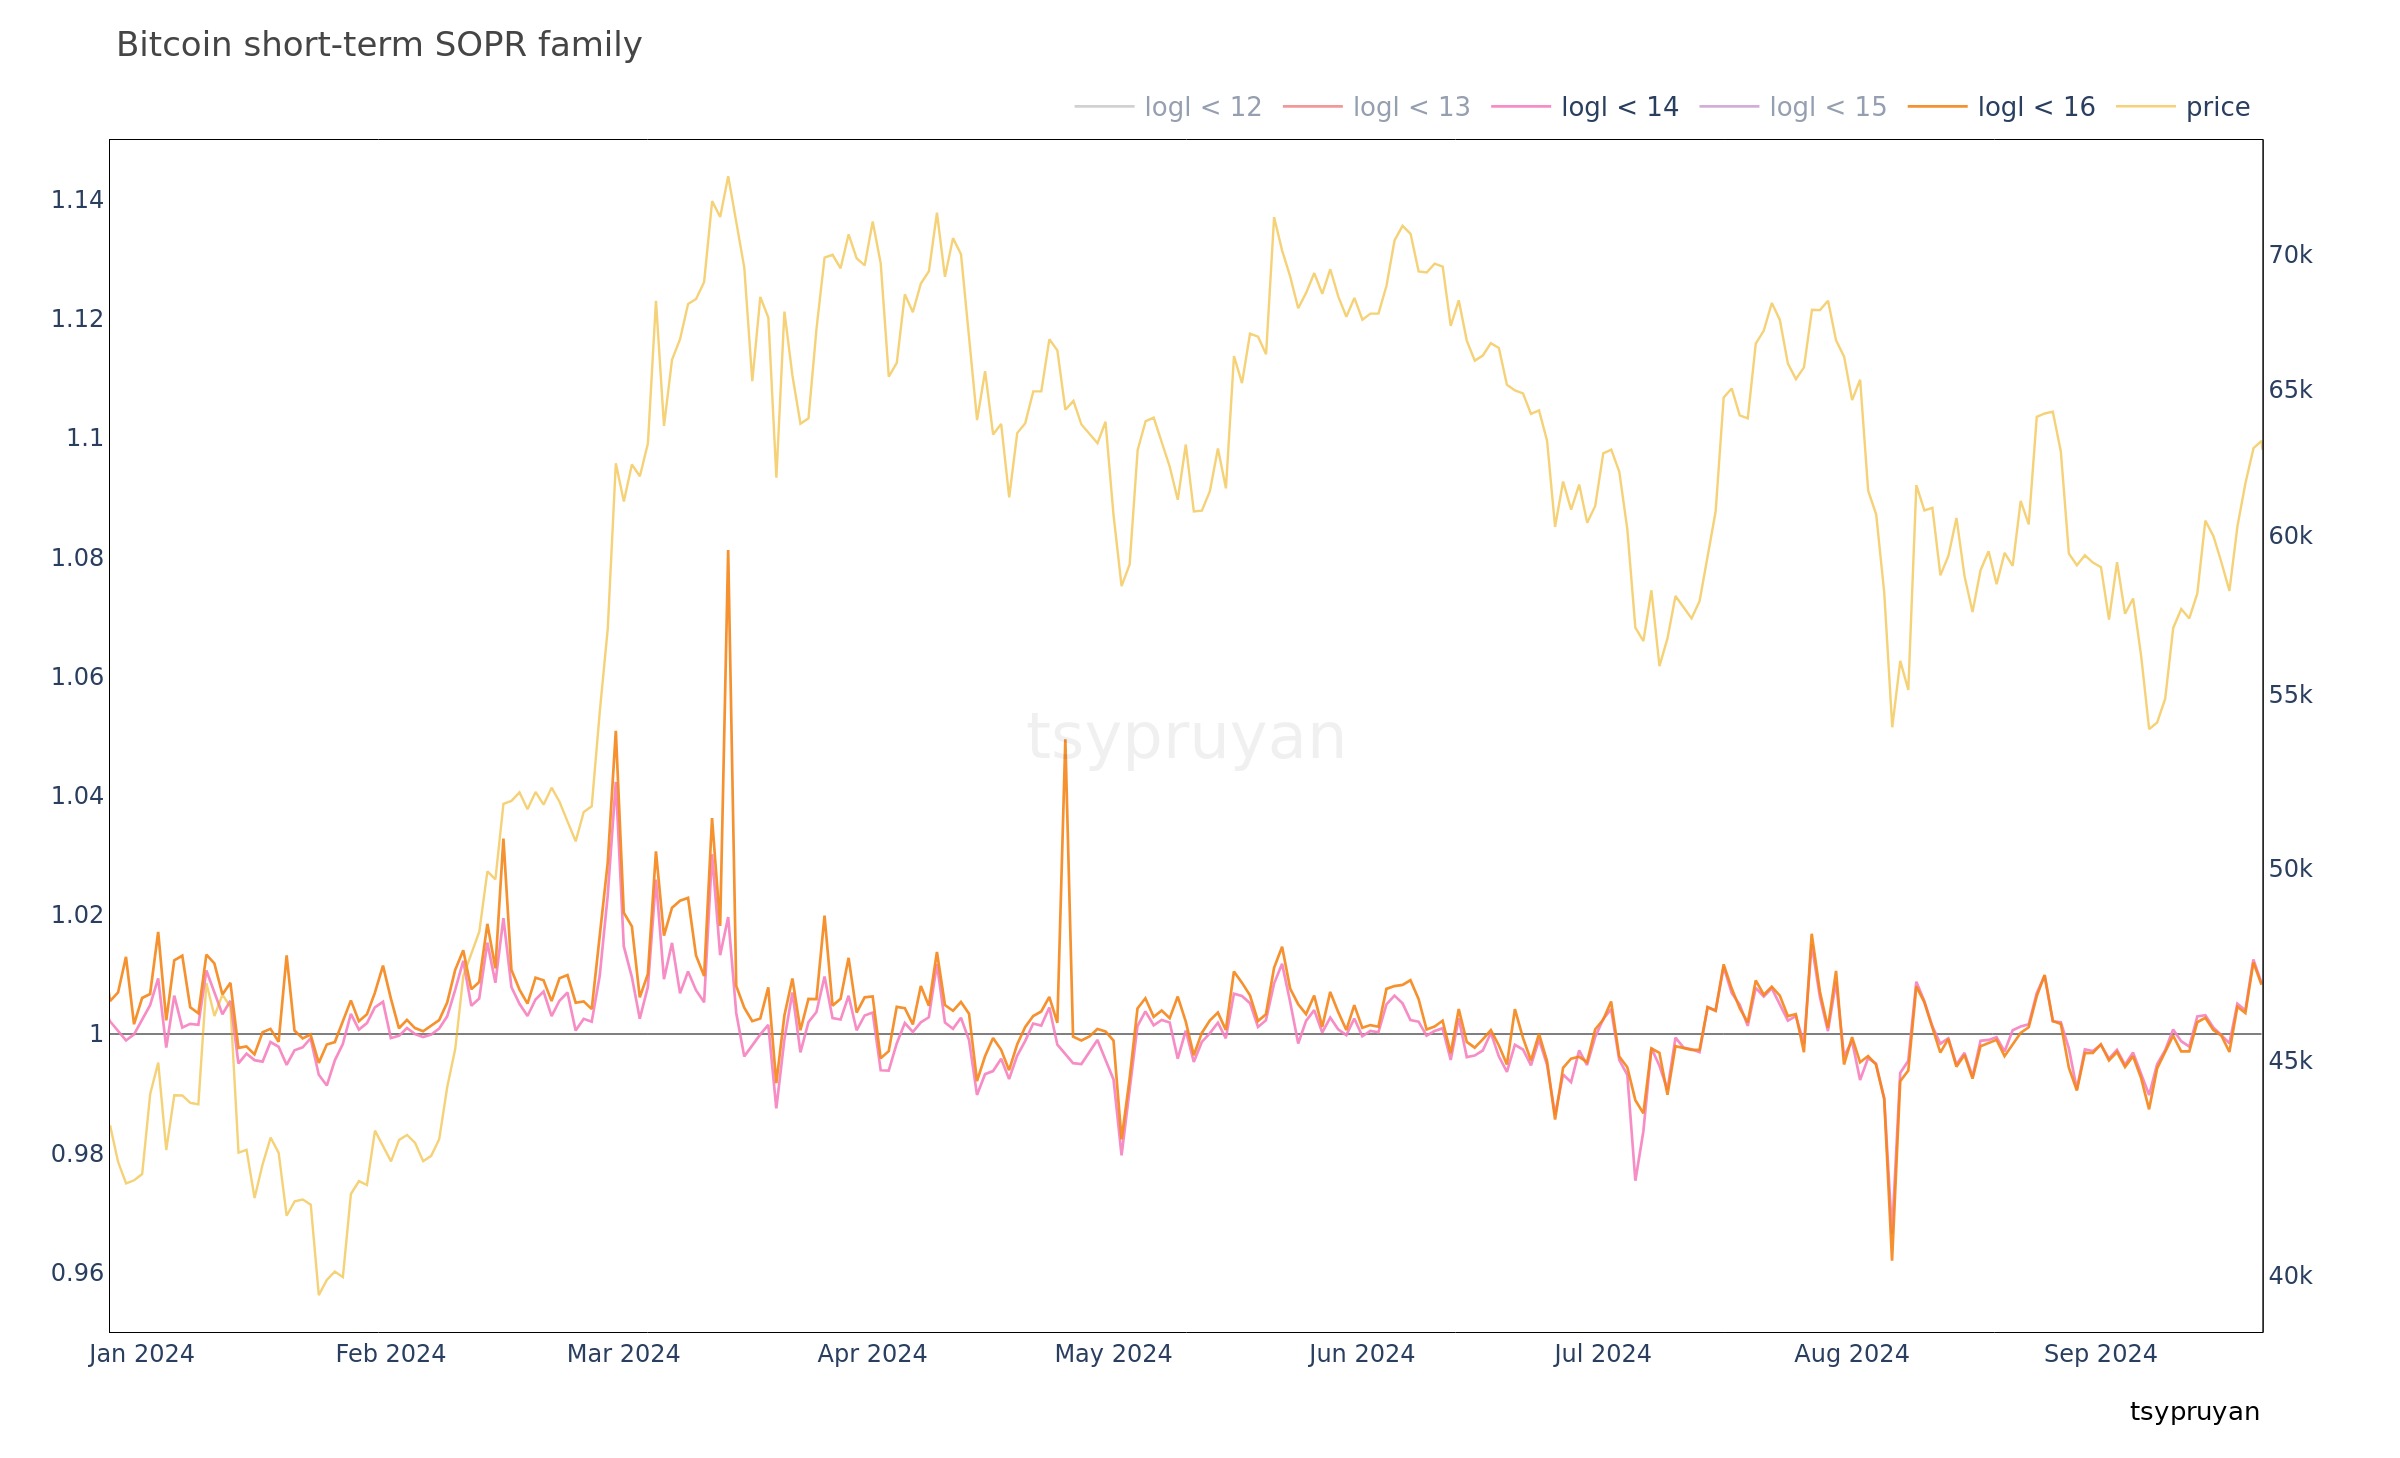 Bitcoin short-term SOPR family
logl < 12 logl < 13 logl < 14 logl < 15 logl < 16 price
1.14
1.12
1.1
1.08
1.06
1.04
1.02
1
0.98
0.96
70k
65k
60k
55k
50k
45k
40k
tsypruyan
Jan 2024 Feb 2024 Mar 2024 Apr 2024 May 2024 Jun 2024 Jul 2024 Aug 2024 Sep 2024
tsypruyan